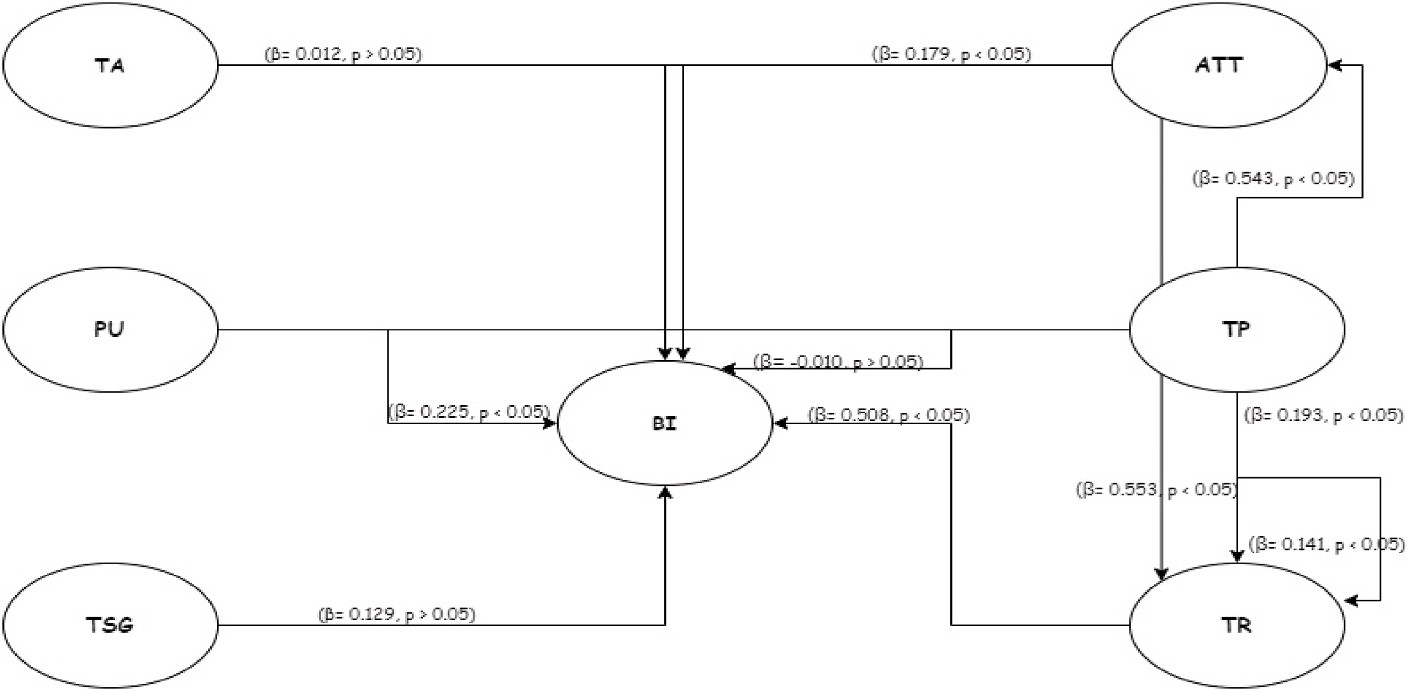 TA
(β= 0.012, p > 0.05)
(β= 0.179, p < 0.05)
ATT
(β= 0.543, p < 0.05)
PU
TP
(β= -0.010, p > 0.05)
(β= 0.225, p < 0.05)
BI
(β= 0.508, p < 0.05)
(β= 0.193, p < 0.05)
(β= 0.553, p < 0.05)
(β= 0.141, p < 0.05)
TSG
(β= 0.129, p > 0.05)
TR